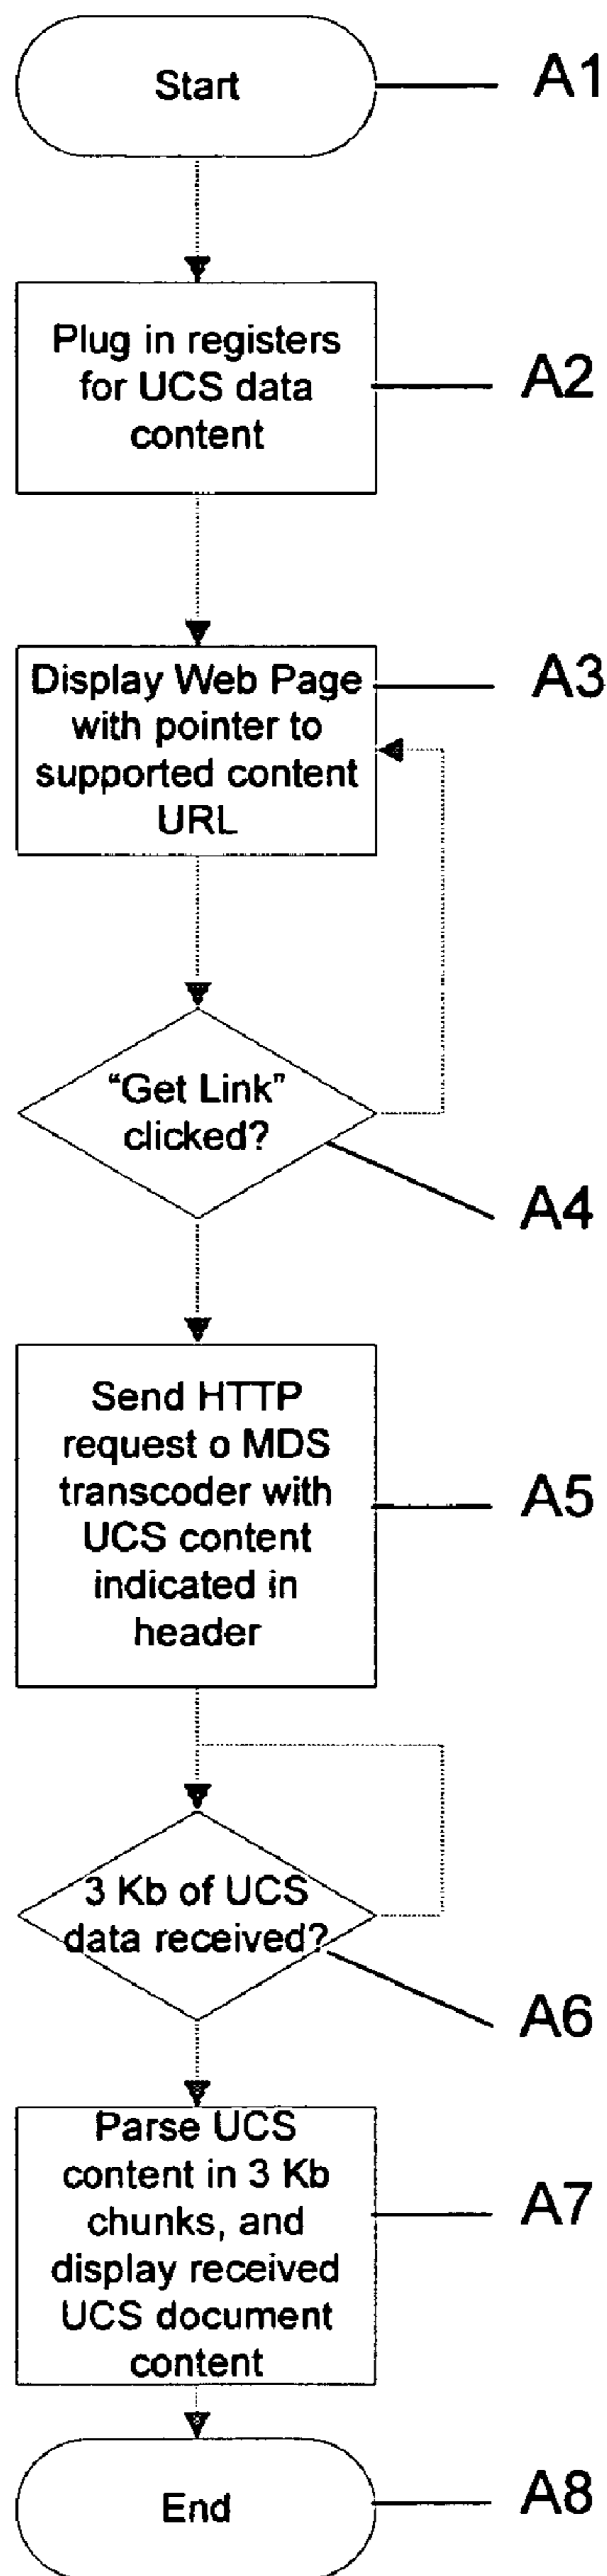 Start
A1
Plug in registers
for UCS data
content
A2
Display Web Page
with pointer to
supported content
URL
A3
“Get Link”
clicked?
A4
Send HTTP
request o MDS
transcoder with
UCS content
indicated in
header
A5
3 Kb of UCS
data received?
A6
Parse UCS
content in 3 Kb
chunks, and
display received
UCS document
content
A7
End
A8